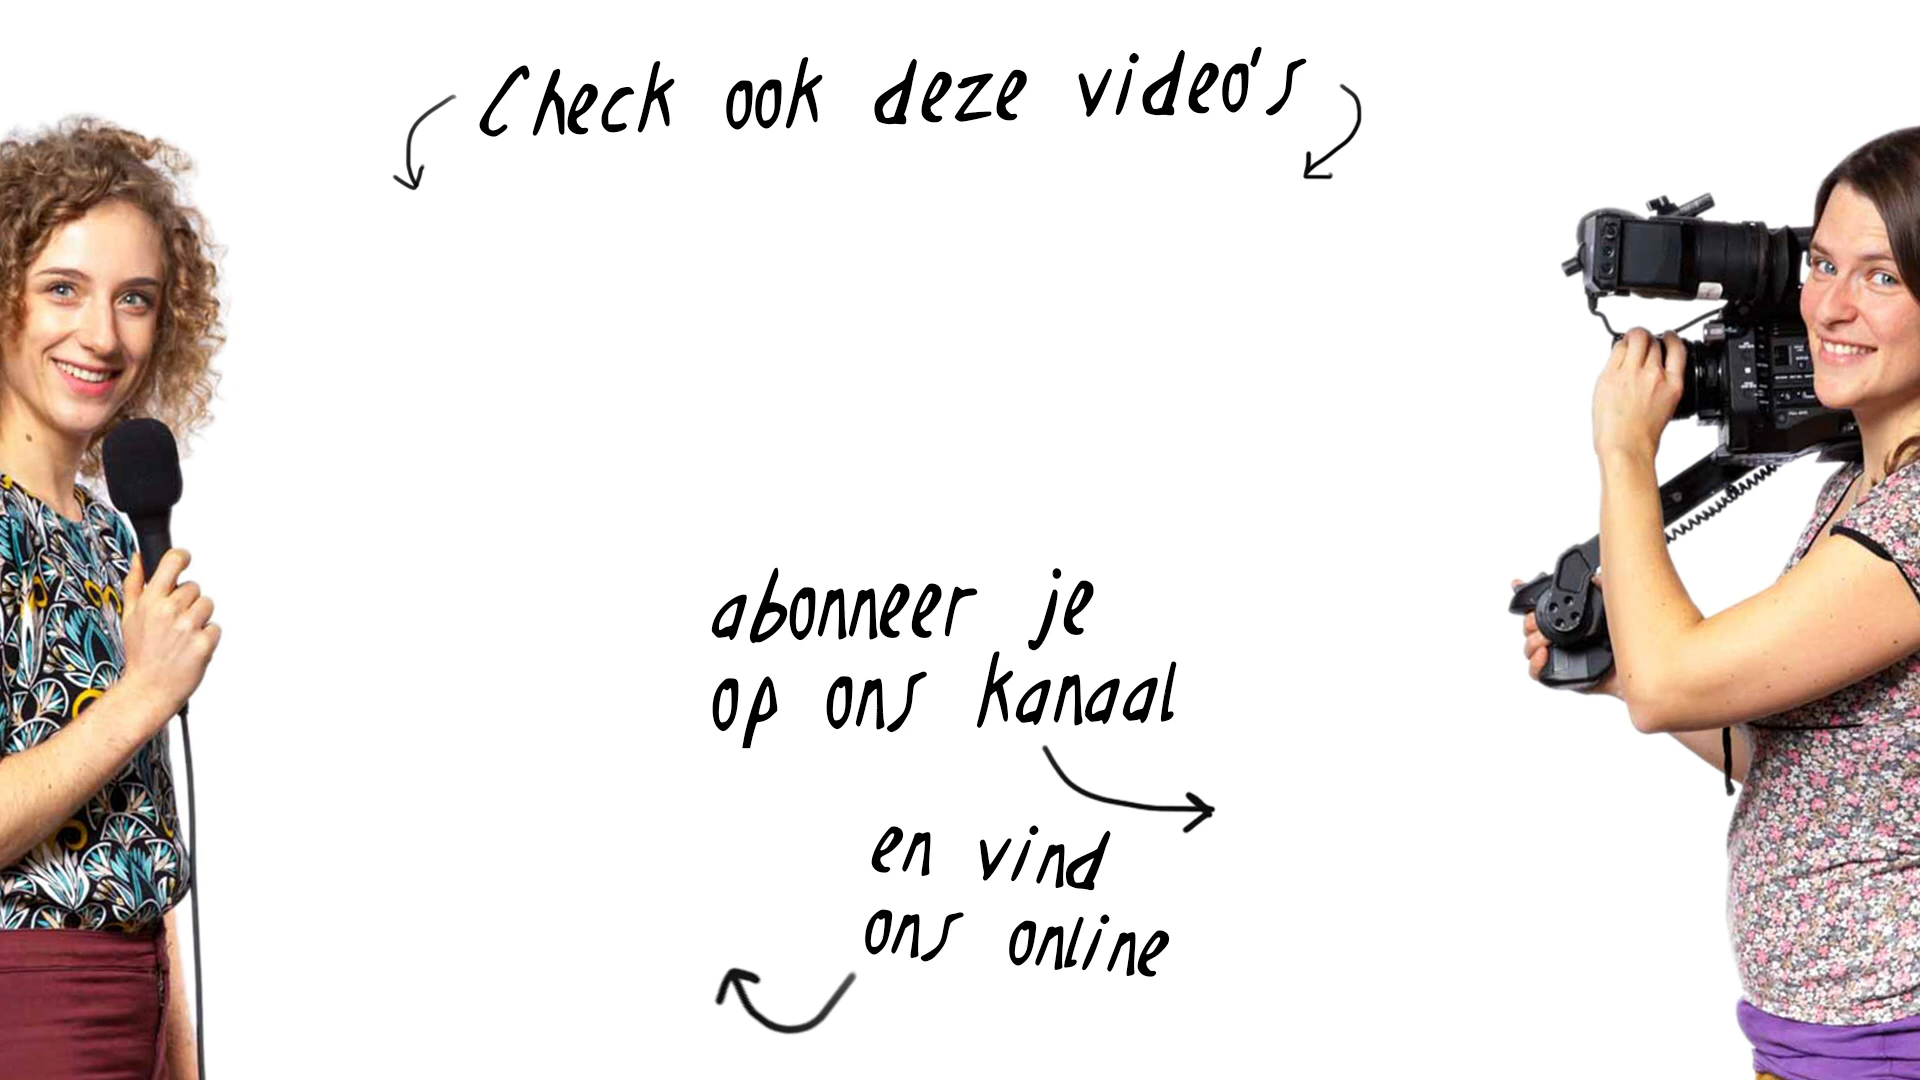 Check ook deze video's
abonneer je
op ons kanaal
en vind
ons online